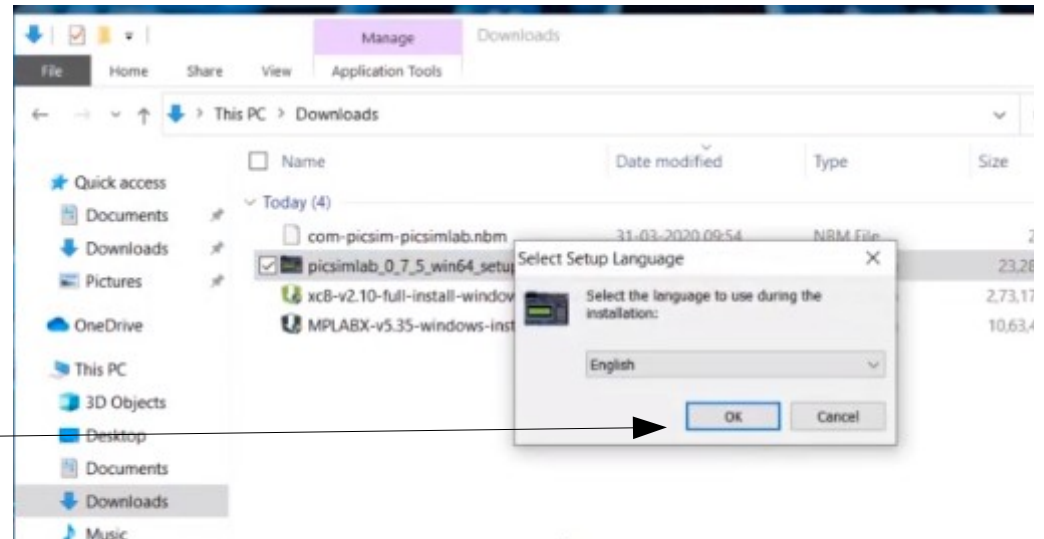 Manage Downloads
File Home Share View Application Tools
This PC > Downloads
Name Date modified Type Size
Quick access
Documents
Downloads
Pictures
OneDrive
This PC
3D Objects
Desktop
Documents
Downloads
Music
Today (4)
com-picsim-picsimlab.nbm 31-03-2020 09:54 NBM File
picsimlab_0_7_5_win64_setup 23,28
xc8-v2.10-full-install-window 2,73,17
MPLABX-v5.35-windows-inst 10,63,4
Select Setup Language
Select the language to use during the
installation:
English
OK Cancel